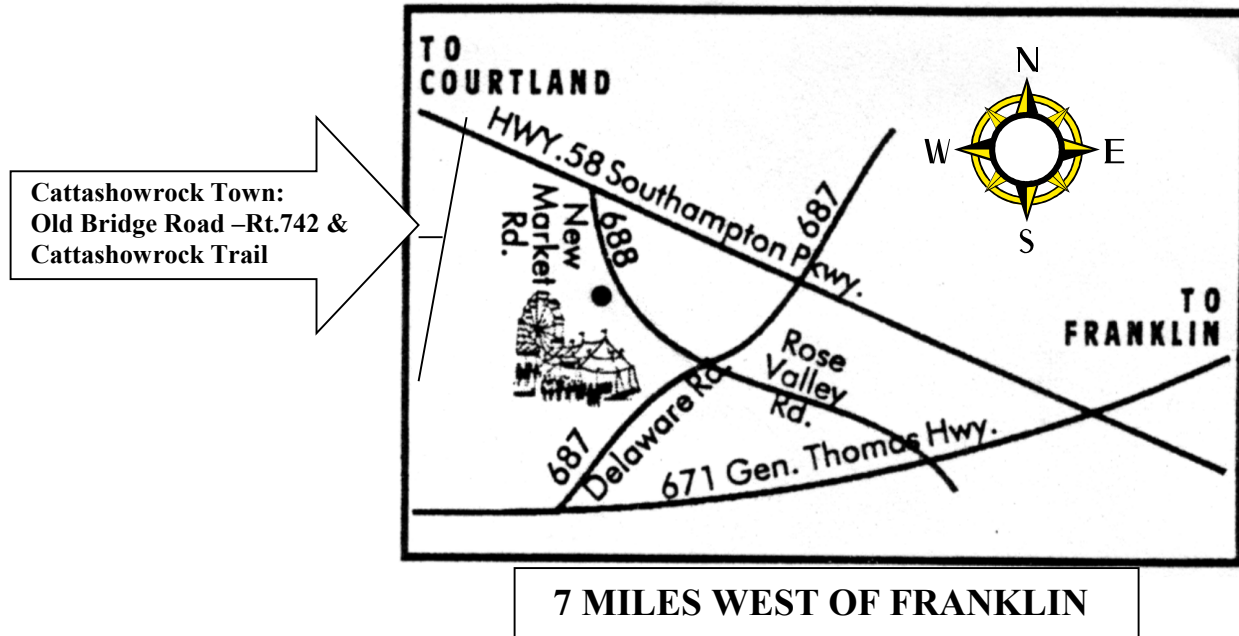 TO
COURTLAND
N
W
E
S
HWY. 58 Southampton Pkwy.
687
688
New
Market
Rd.
Cattashowrock Town:
Old Bridge Road –Rt.742 &
Cattashowrock Trail
TO
FRANKLIN
Rose
Valley
Rd.
687
Delaware Rd.
671 Gen. Thomas Hwy.
7 MILES WEST OF FRANKLIN